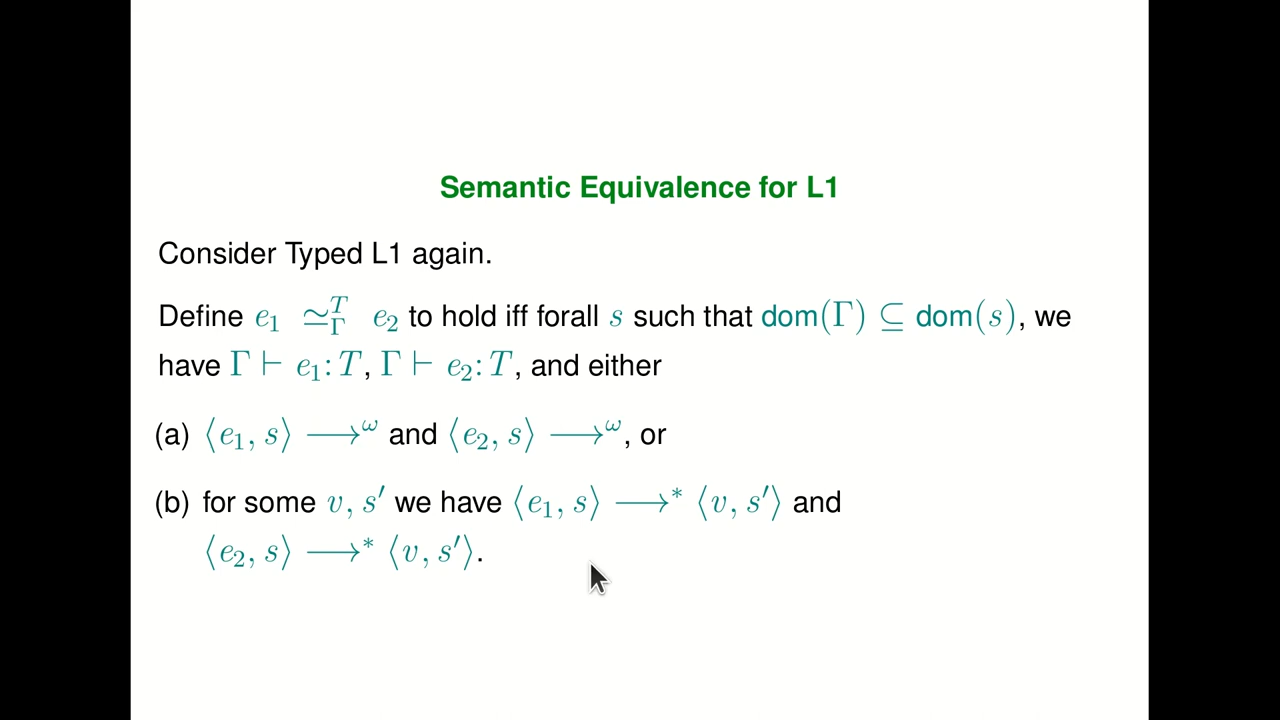 Semantic Equivalence for L1
Consider Typed L1 again.
Define e₁ ≃ᵀ_Γ e₂ to hold iff forall s such that dom(Γ) ⊆ dom(s), we
have Γ ⊢ e₁:T, Γ ⊢ e₂:T, and either
(a) ⟨e₁, s⟩ ⟶^ω and ⟨e₂, s⟩ ⟶^ω, or
(b) for some v, s′ we have ⟨e₁, s⟩ ⟶* ⟨v, s′⟩ and
⟨e₂, s⟩ ⟶* ⟨v, s′⟩.